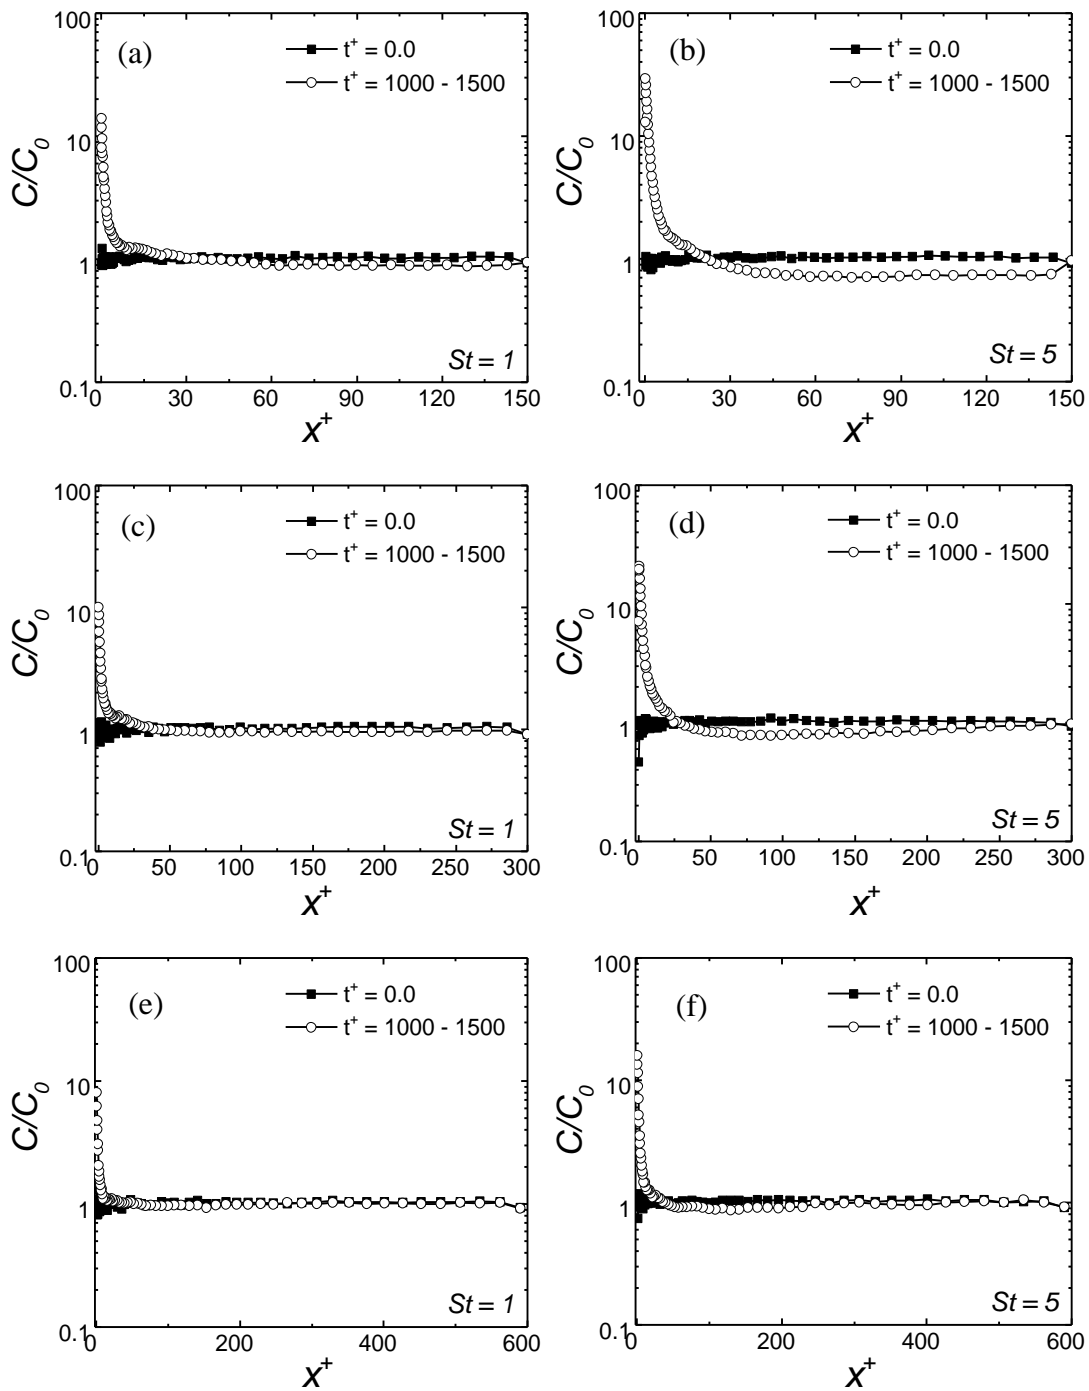 (a)
t+ = 0.0
t+ = 1000 - 1500
100
10
1
0.1
C/C0
St = 1
0 30 60 90 120 150
x+
(b)
t+ = 0.0
t+ = 1000 - 1500
100
10
1
0.1
C/C0
St = 5
0 30 60 90 120 150
x+
(c)
t+ = 0.0
t+ = 1000 - 1500
100
10
1
0.1
C/C0
St = 1
0 50 100 150 200 250 300
x+
(d)
t+ = 0.0
t+ = 1000 - 1500
100
10
1
0.1
C/C0
St = 5
0 50 100 150 200 250 300
x+
(e)
t+ = 0.0
t+ = 1000 - 1500
100
10
1
0.1
C/C0
St = 1
0 200 400 600
x+
(f)
t+ = 0.0
t+ = 1000 - 1500
100
10
1
0.1
C/C0
St = 5
0 200 400 600
x+